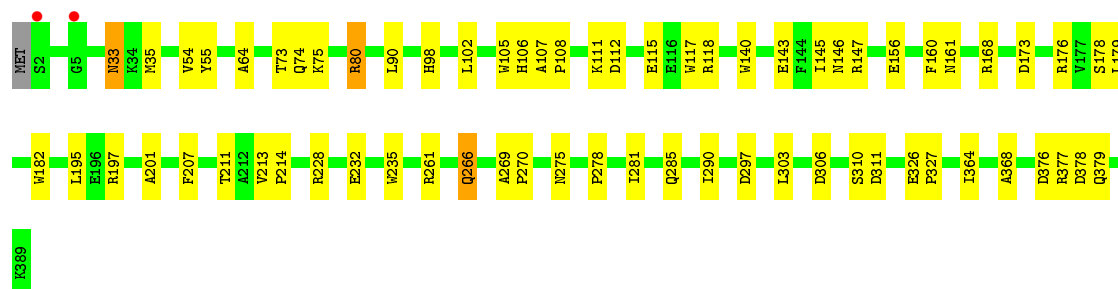 MET S2 G5 N33 K34 M35 V54 Y55 A64 T73 Q74 K75 R80 L90 H98 L102 W105 H106 A107 P108 K111 D112 E115 E116 W117 R118 W140 E143 F144 I145 N146 R147 E156 F160 N161 R168 D173 R176 V177 S178 L179
W182 L195 E196 R197 A201 F207 T211 A212 V213 P214 R228 E232 W235 R261 Q266 A269 P270 N275 P278 I281 Q285 I290 D297 L303 D306 S310 D311 E326 P327 I364 A368 D376 R377 D378 Q379
K389